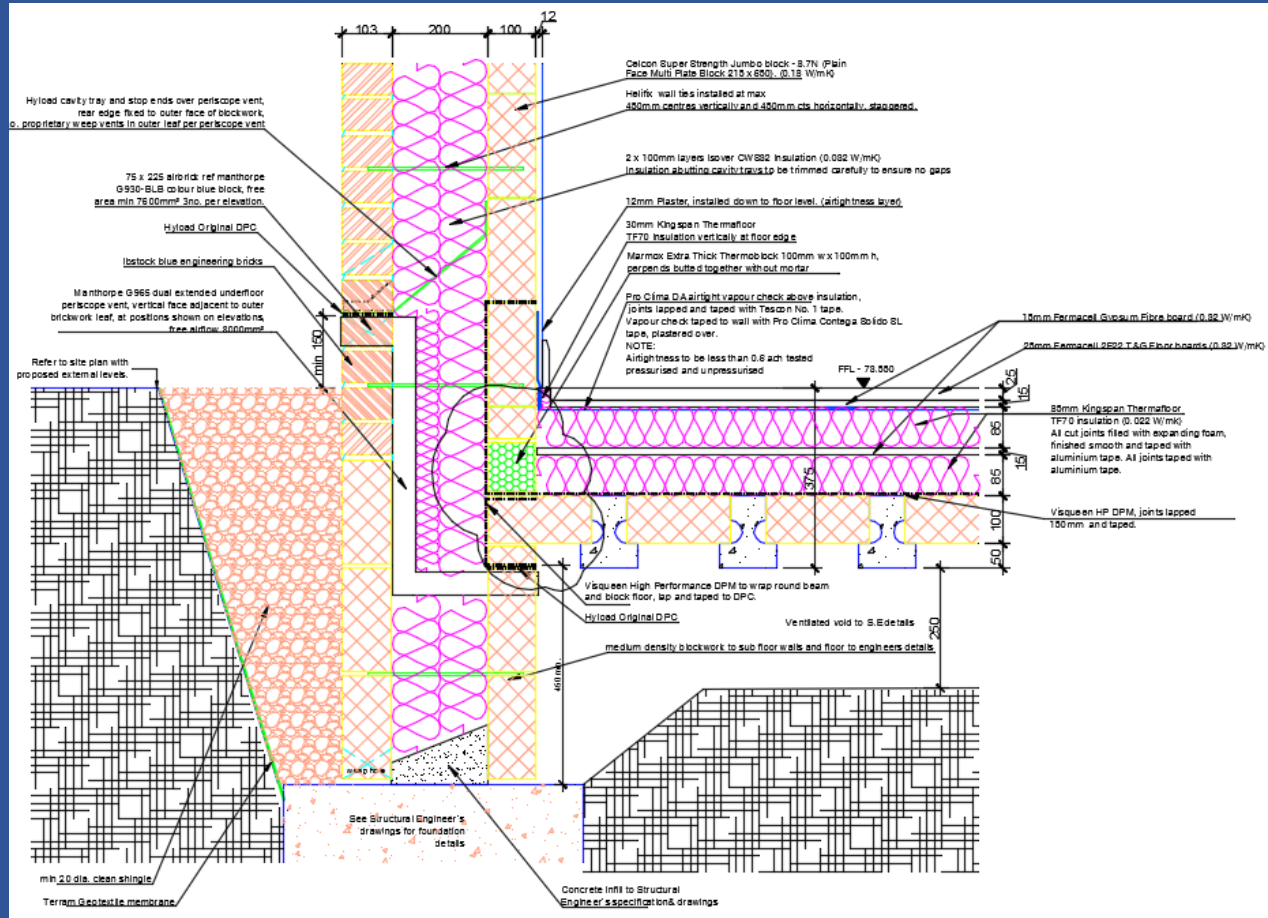 103
200
100
12
Celcon Super Strength Jumbo block - 8.7N (Plain
Face Multi Plate Block 215 x 650). (0.18 W/mK)
Helifix wall ties installed at max
450mm centres vertically and 450mm cts horizontally, staggered.
2 x 100mm layers Isover CWS32 Insulation (0.032 W/mK)
Insulation abutting cavity trays to be trimmed carefully to ensure no gaps
12mm Plaster, installed down to floor level. (airtightness layer)
30mm Kingspan Thermafloor
TF70 Insulation vertically at floor edge
Marmox Extra Thick Thermoblock 100mm w x 100mm h,
perpends butted together without mortar
Pro Clima DA airtight vapour check above insulation,
joints lapped and taped with Tescon No. 1 tape.
Vapour check taped to wall with Pro Clima Contega Solido SL
tape, plastered over.
NOTE:
Airtightness to be less than 0.6 ach tested
pressurised and unpressurised
FFL - 73.550
Hyload cavity tray and stop ends over periscope vent,
rear edge fixed to outer face of blockwork,
o. proprietary weep vents in outer leaf per periscope vent
75 x 225 airbrick ref manthorpe
G930-BLB colour blue block, free
area min 7600mm² 3no. per elevation.
Hyload Original DPC
Ibstock blue engineering bricks
Manthorpe G965 dual extended underfloor
periscope vent, vertical face adjacent to outer
brickwork leaf, at positions shown on elevations,
free airflow 8000mm²
min 150
Refer to site plan with
proposed external levels.
15mm Fermacell Gypsum Fibre board (0.32 W/mK)
25mm Fermacell 2E22 T&G Floor boards (0.32 W/mK)
25
15
85
15
85
100
50
375
85mm Kingspan Thermafloor
TF70 insulation (0.022 W/mK)
All cut joints filled with expanding foam,
finished smooth and taped with
aluminium tape. All joints taped with
aluminium tape.
Visqueen HP DPM, joints lapped
150mm and taped.
Visqueen High Performance DPM to wrap round beam
and block floor, lap and taped to DPC.
Hyload Original DPC
Ventilated void to S.E details
250
medium density blockwork to sub floor walls and floor to engineers details
See Structural Engineer's
drawings for foundation
details
min 20 dia. clean shingle
Terram Geotextile membrane
Concrete Infill to Structural
Engineer's specification & drawings